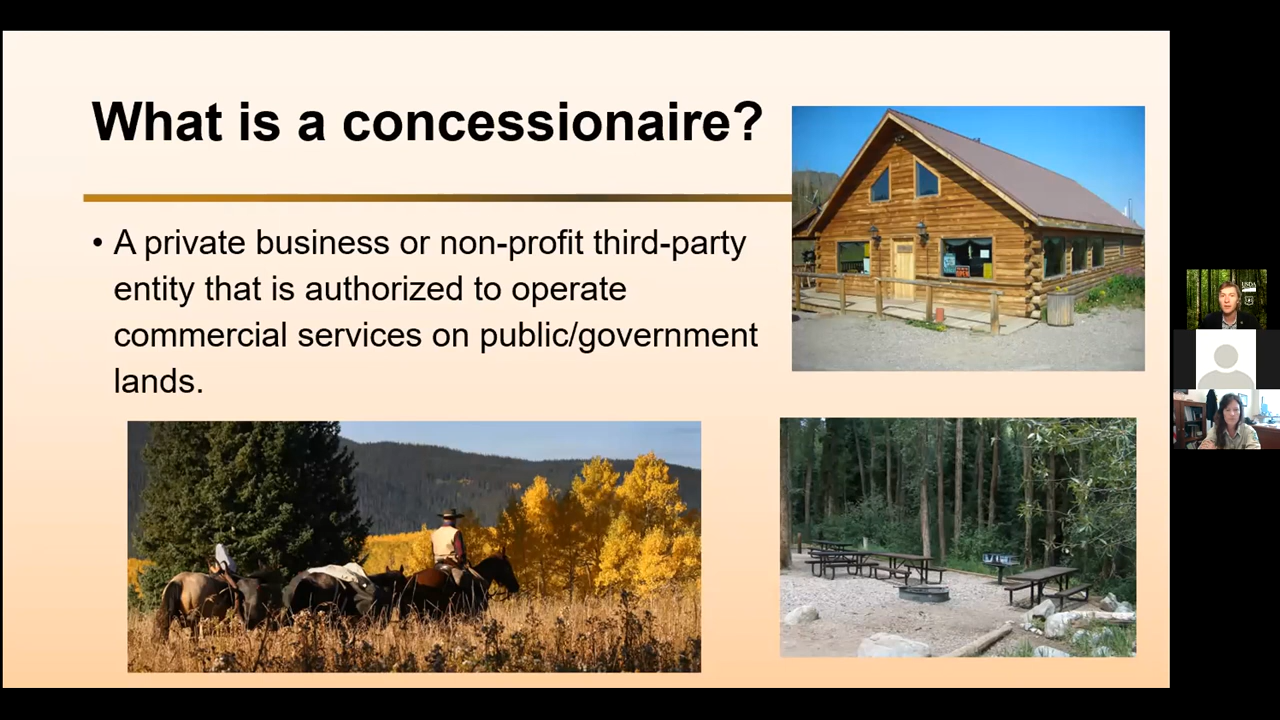 What is a concessionaire?
• A private business or non-profit third-party
entity that is authorized to operate
commercial services on public/government
lands.
USDA